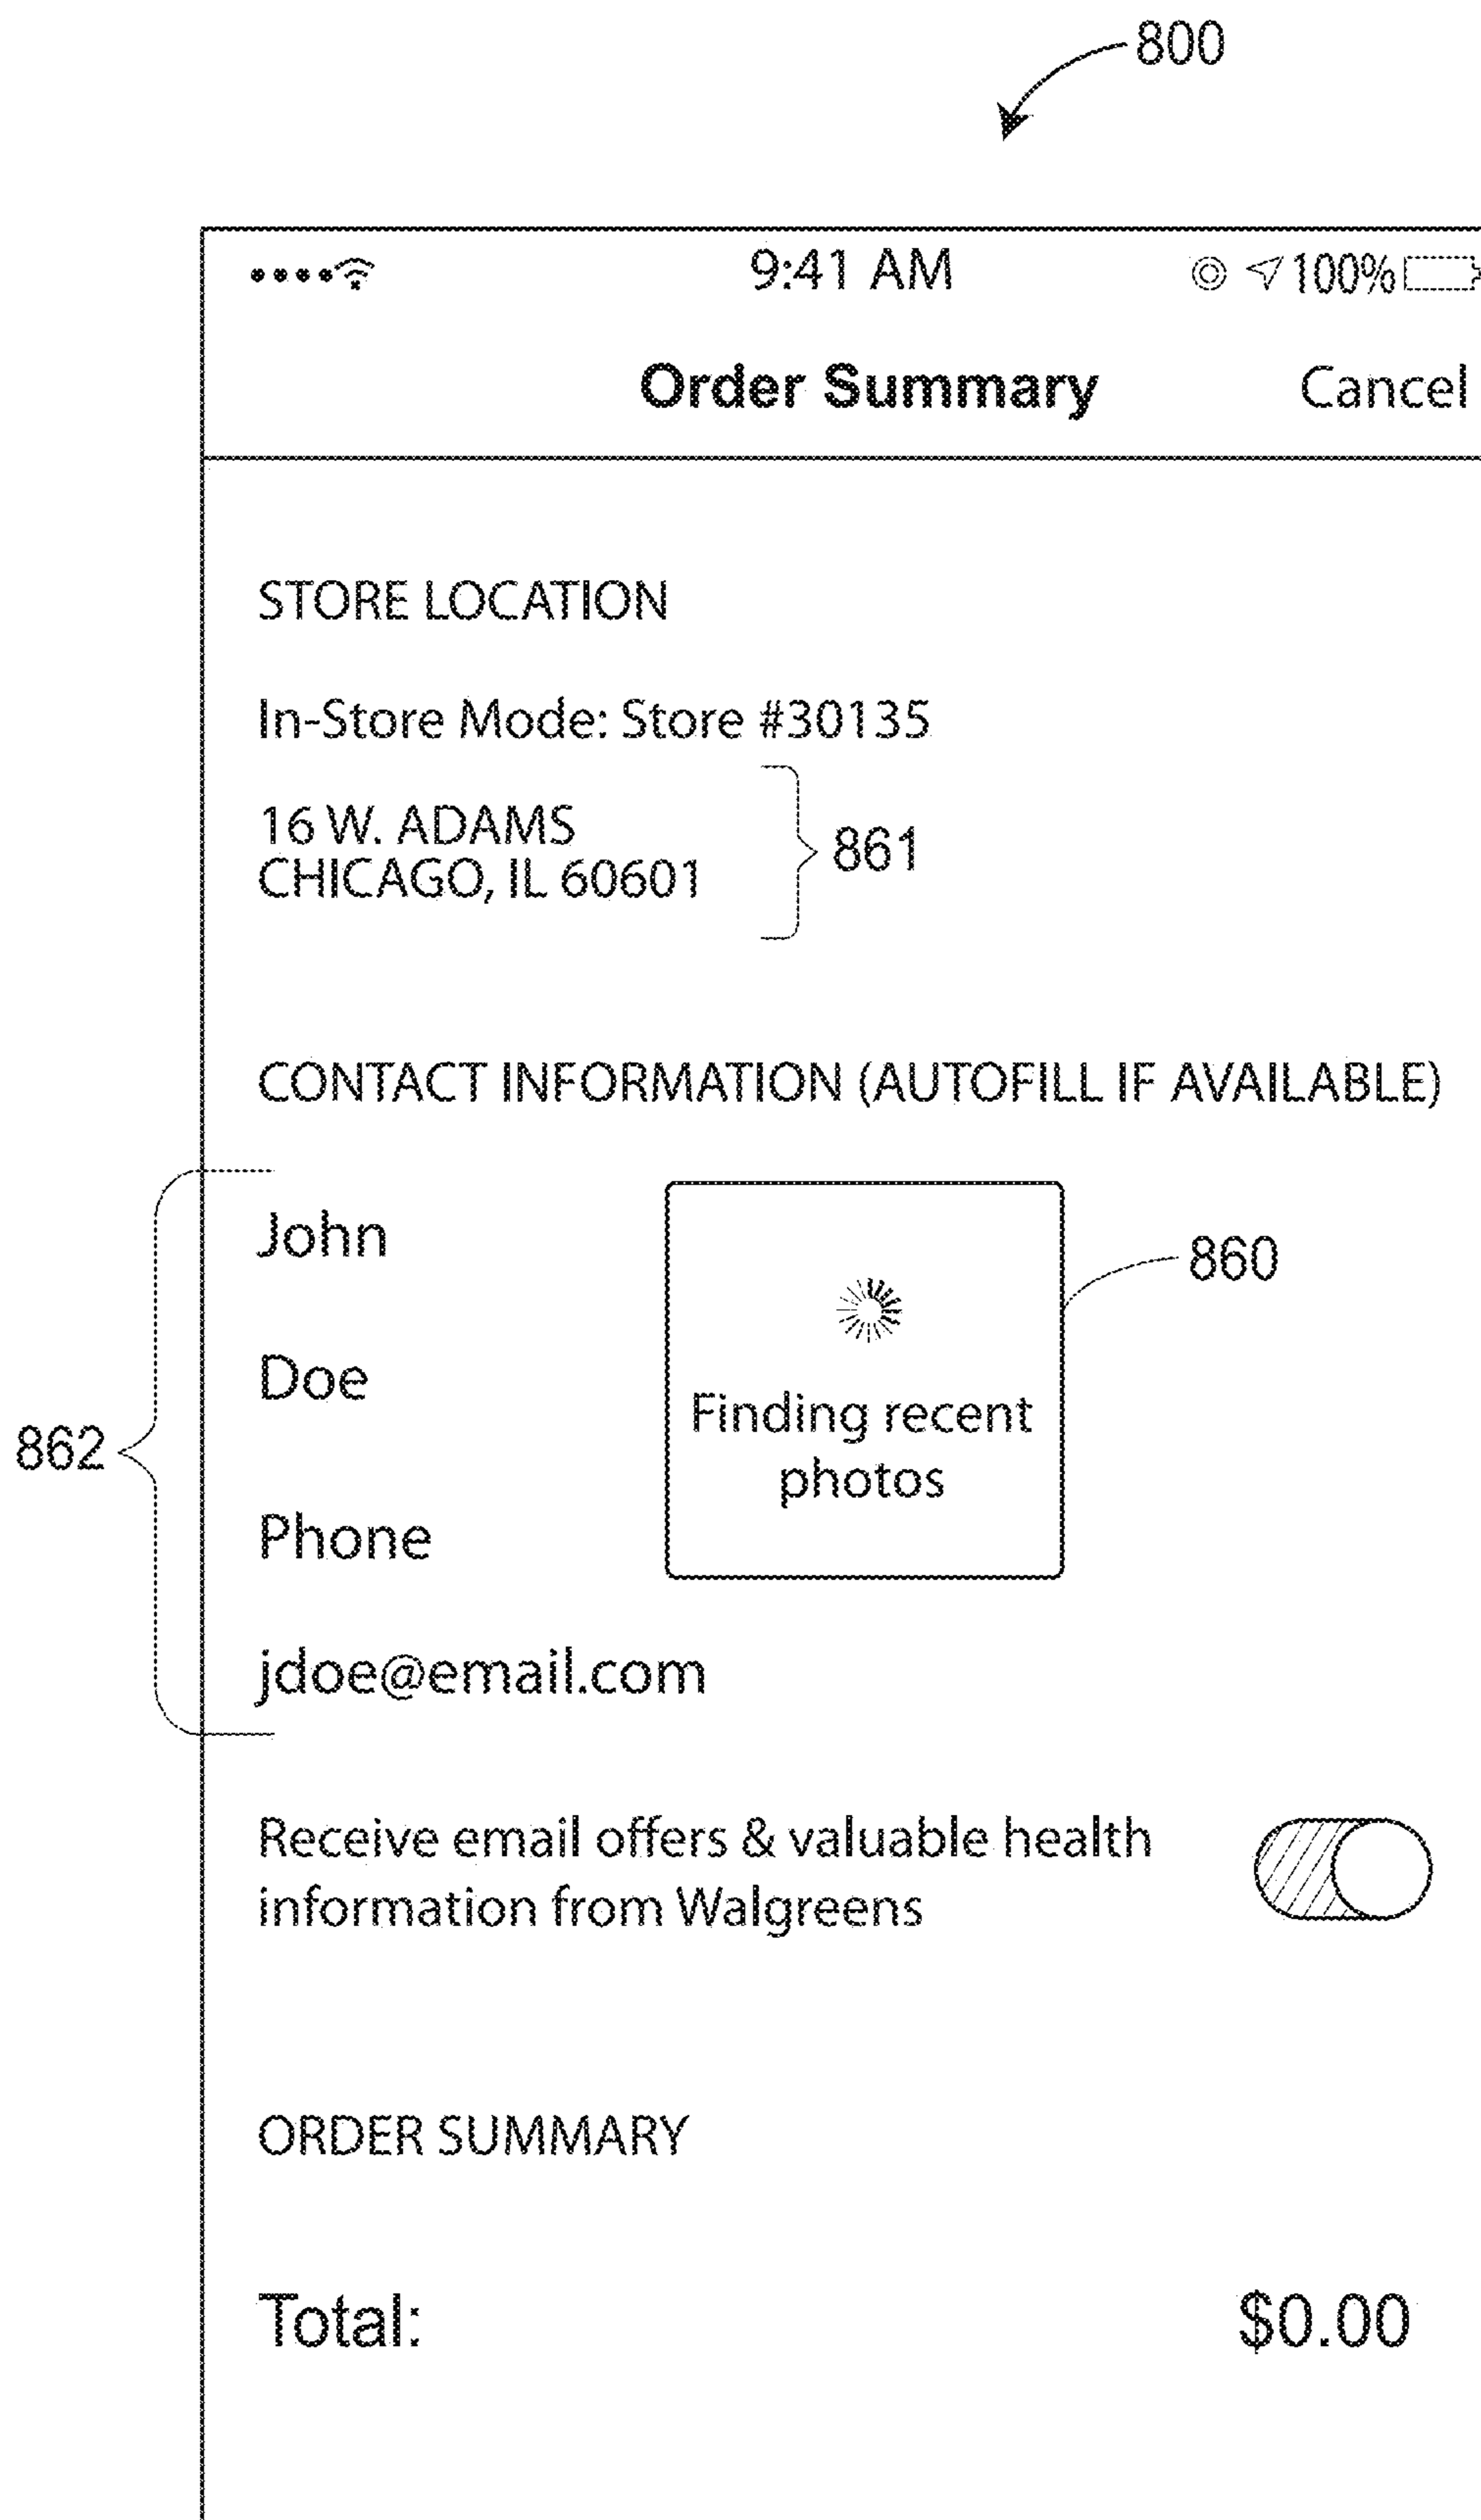 800
9:41 AM 100%
Order Summary Cancel
STORE LOCATION
In-Store Mode: Store #30135
16 W. ADAMS
CHICAGO, IL 60601
861
CONTACT INFORMATION (AUTOFILL IF AVAILABLE)
John
860
Doe
Finding recent
photos
862
Phone
jdoe@email.com
Receive email offers & valuable health
information from Walgreens
ORDER SUMMARY
Total: $0.00